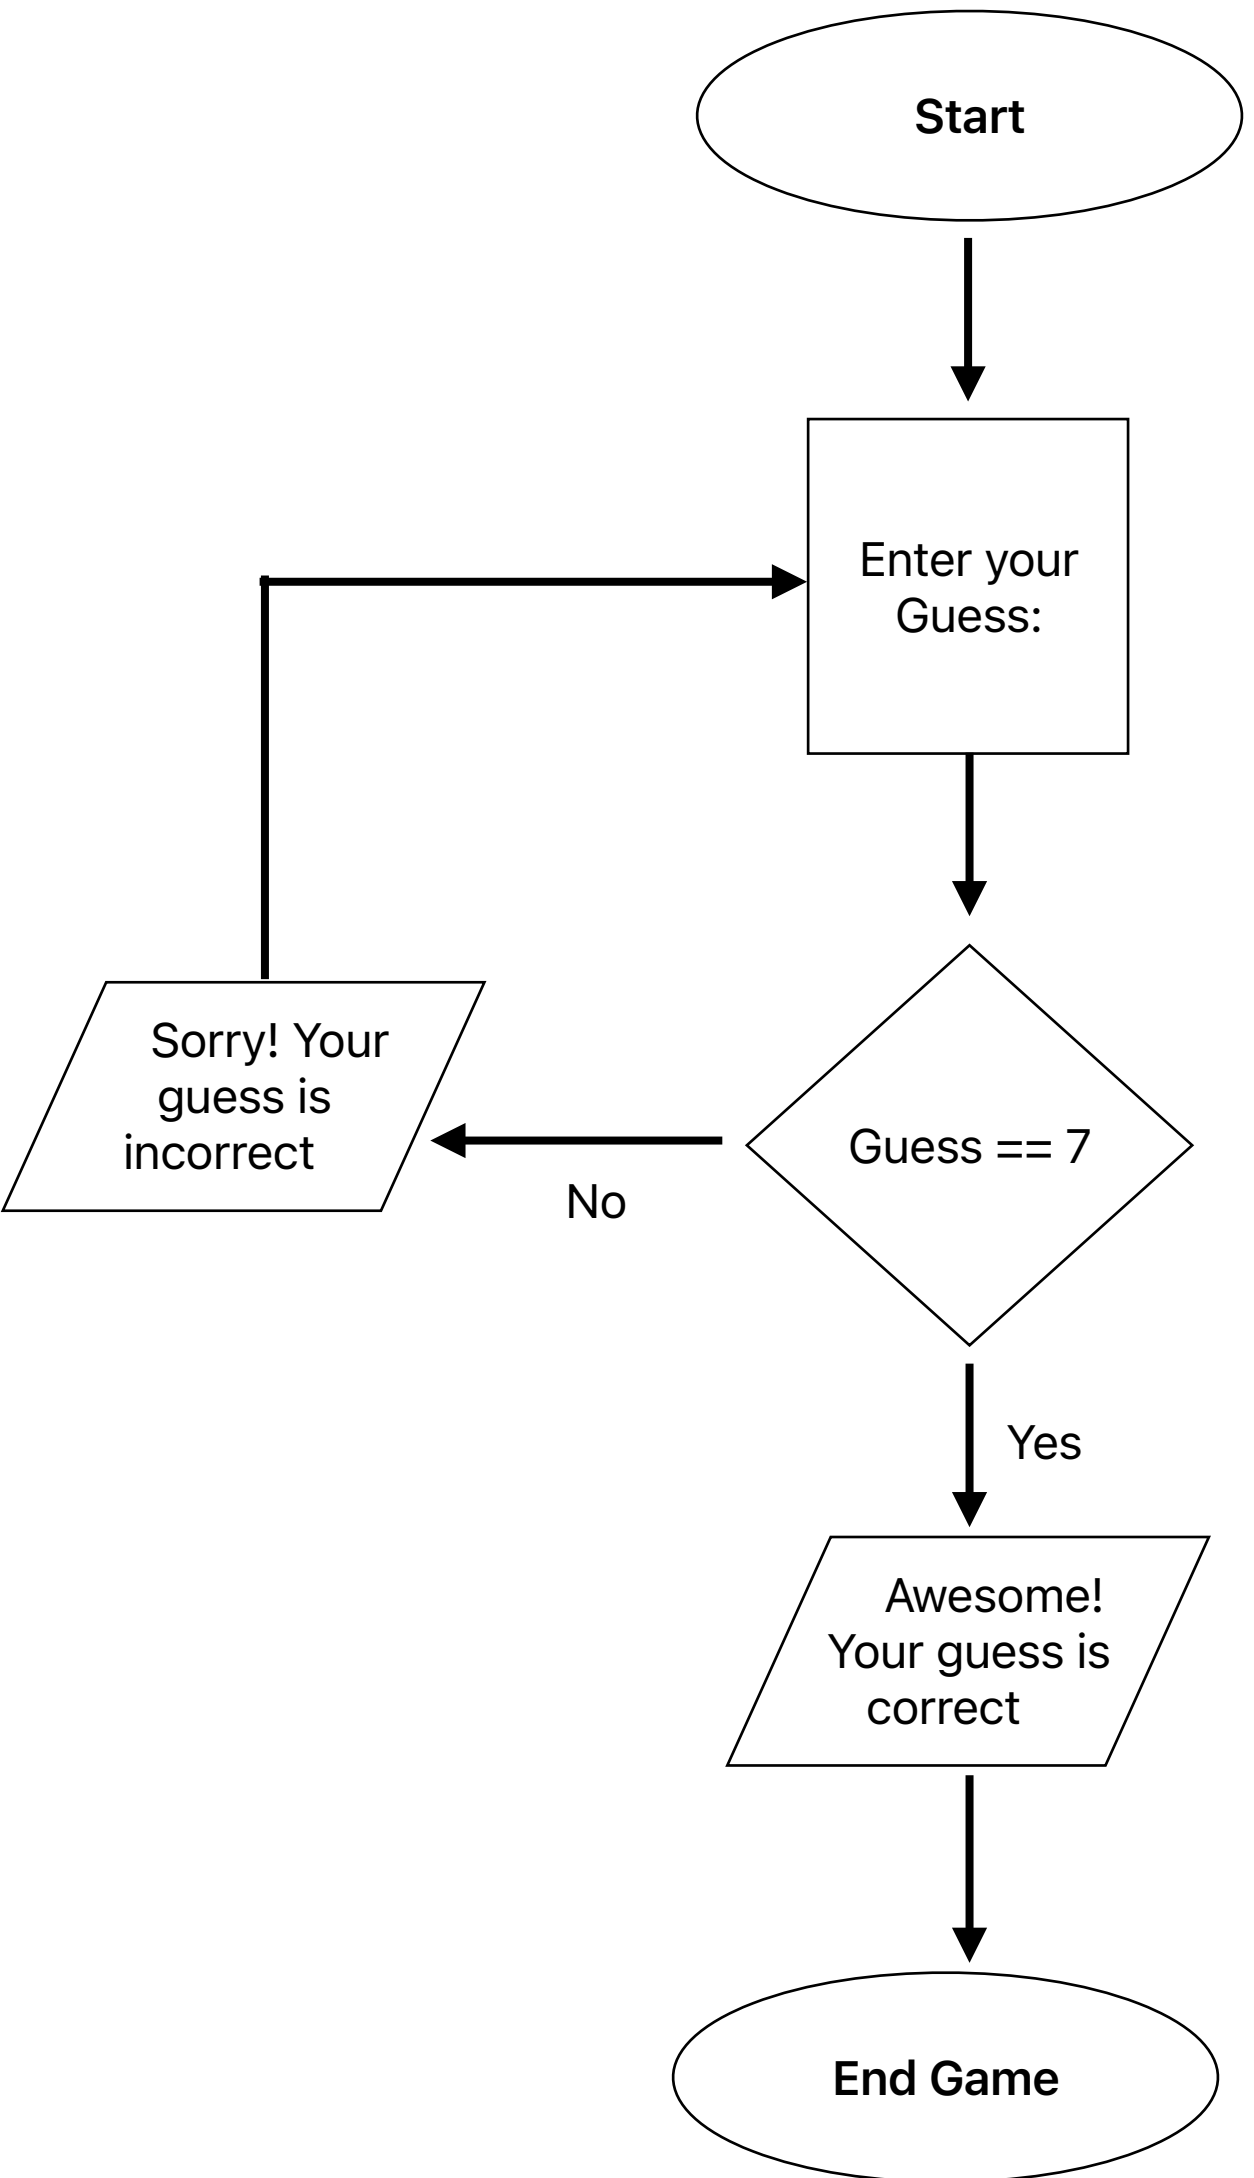 Start
Enter your
Guess:
Sorry! Your
guess is
incorrect
Guess == 7
No
Yes
Awesome!
Your guess is
correct
End Game